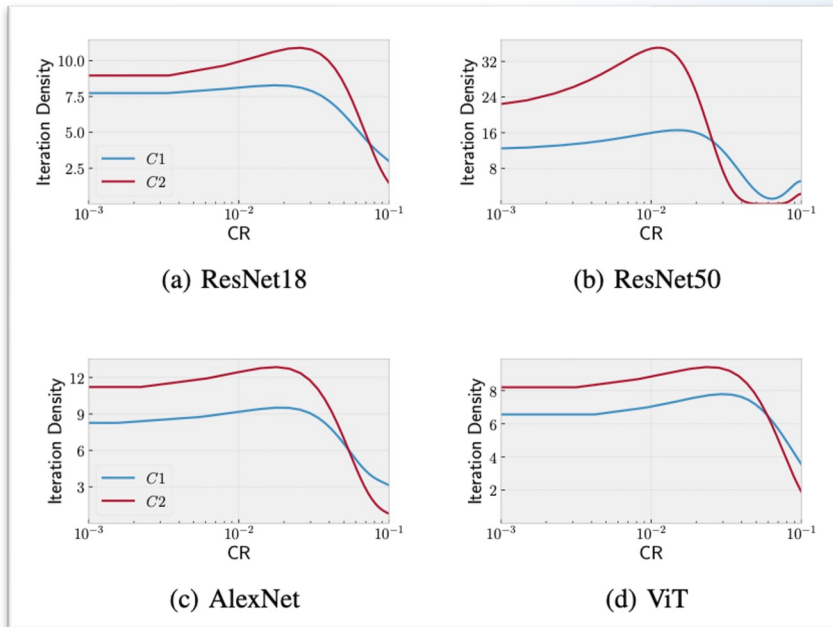 Iteration Density
10.0
7.5
5.0
2.5
C1
C2
10⁻³
10⁻²
10⁻¹
CR
(a) ResNet18
Iteration Density
32
24
16
8
10⁻³
10⁻²
10⁻¹
CR
(b) ResNet50
Iteration Density
12
9
6
3
C1
C2
10⁻³
10⁻²
10⁻¹
CR
(c) AlexNet
Iteration Density
8
6
4
2
10⁻³
10⁻²
10⁻¹
CR
(d) ViT